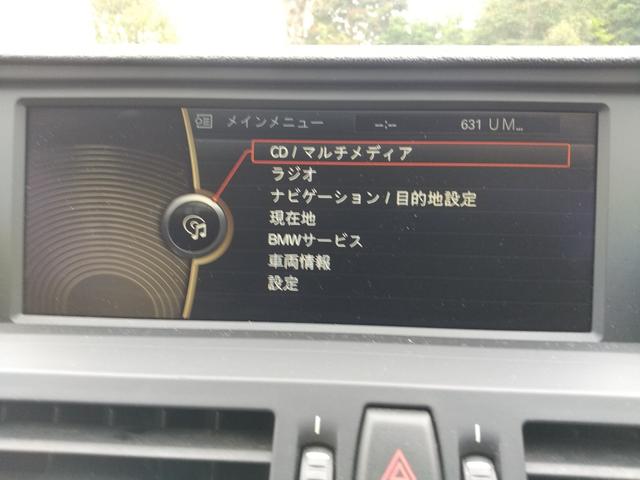 メインメニュー --:-- 631 UM...
CD / マルチメディア
ラジオ
ナビゲーション / 目的地設定
現在地
BMWサービス
車両情報
設定